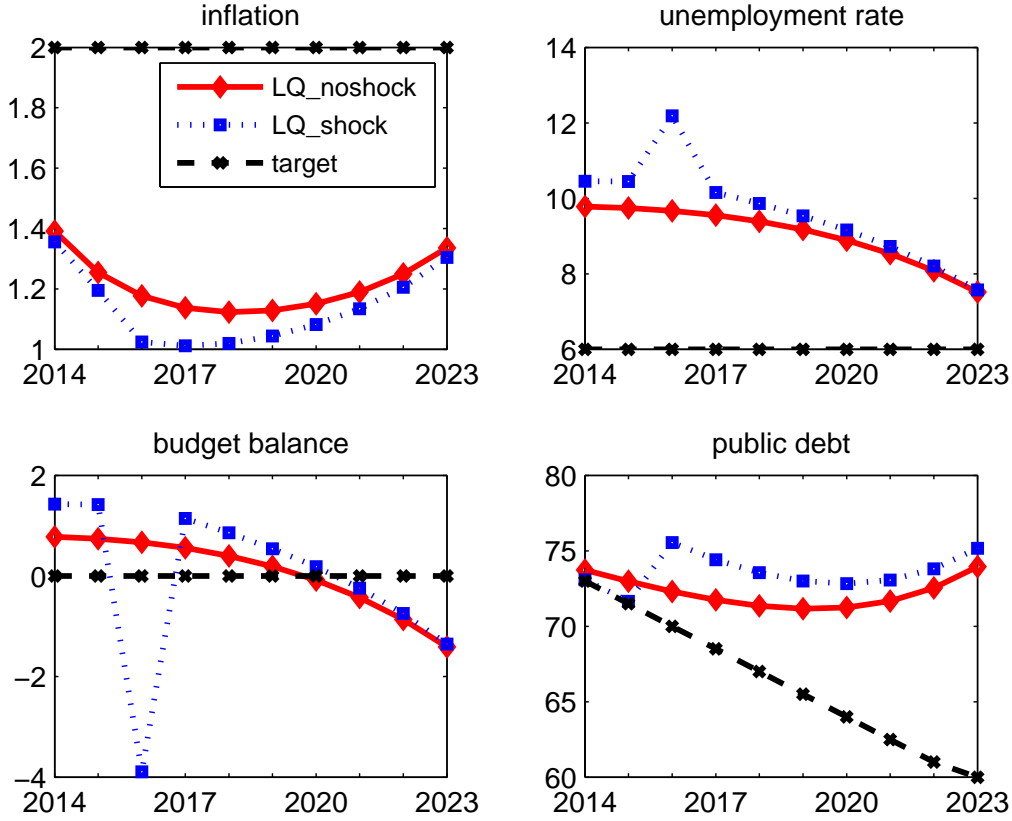 inflation
2
1.8
1.6
1.4
1.2
1
2014 2017 2020 2023
LQ_noshock
LQ_shock
target
unemployment rate
14
12
10
8
6
2014 2017 2020 2023
budget balance
2
0
−2
−4
2014 2017 2020 2023
public debt
80
75
70
65
60
2014 2017 2020 2023